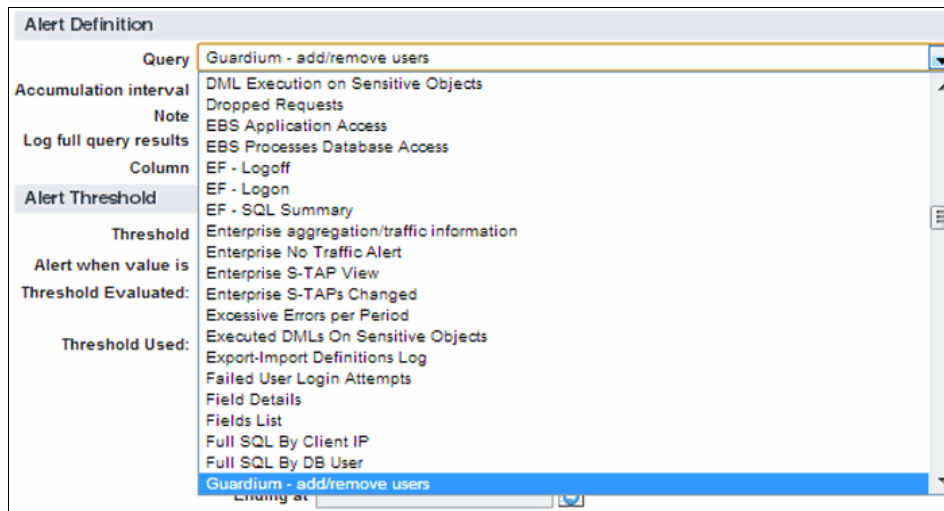 Alert Definition
Query Guardium - add/remove users
DML Execution on Sensitive Objects
Accumulation interval
Dropped Requests
Note
EBS Application Access
Log full query results
EBS Processes Database Access
Column
EF - Logoff
EF - Logon
Alert Threshold
EF - SQL Summary
Threshold
Enterprise aggregation/traffic information
Enterprise No Traffic Alert
Alert when value is
Enterprise S-TAP View
Threshold Evaluated:
Enterprise S-TAPs Changed
Excessive Errors per Period
Threshold Used:
Executed DMLs On Sensitive Objects
Export-Import Definitions Log
Failed User Login Attempts
Field Details
Fields List
Full SQL By Client IP
Full SQL By DB User
Guardium - add/remove users
Ending at